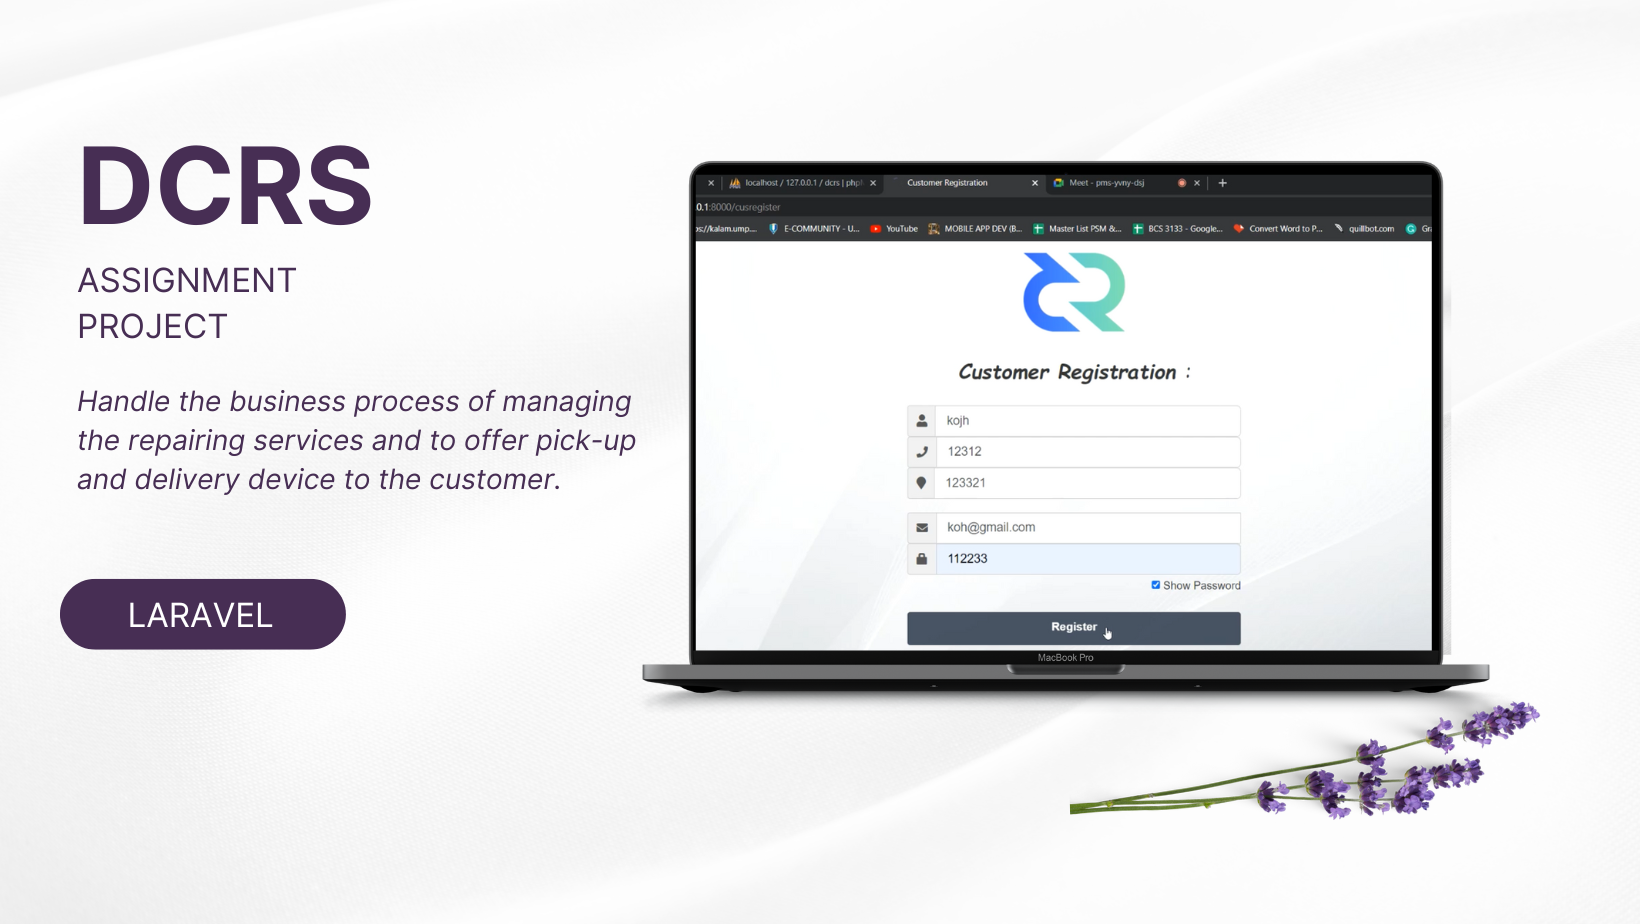 DCRS
ASSIGNMENT
PROJECT
Handle the business process of managing
the repairing services and to offer pick-up
and delivery device to the customer.
LARAVEL
localhost / 127.0.0.1 / dcrs | php
Customer Registration
Meet - pms-yvny-dsj
0.1:8000/cusregister
s://kalam.ump....
E-COMMUNITY - U...
YouTube
MOBILE APP DEV (B...
Master List PSM &...
BCS 3133 - Google...
Convert Word to P...
quillbot.com
Customer Registration :
kojh
12312
123321
koh@gmail.com
112233
Show Password
Register
MacBook Pro